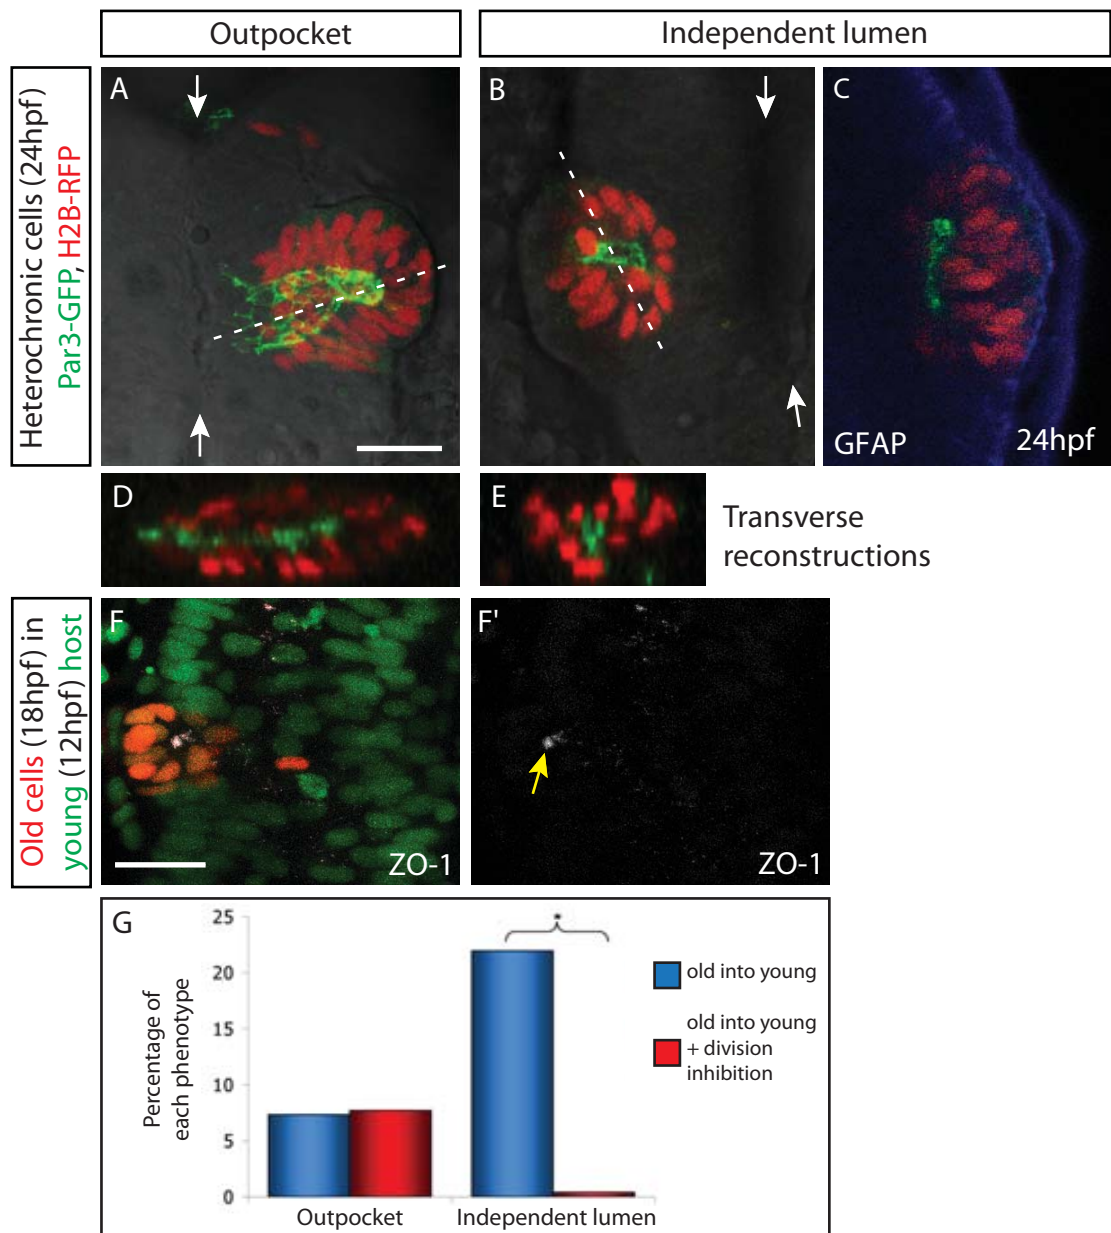 Outpocket
Independent lumen
Heterochronic cells (24hpf)
Par3-GFP, H2B-RFP
A
B
C
GFAP
24hpf
D
E
Transverse
reconstructions
Old cells (18hpf) in
young (12hpf) host
F
ZO-1
F'
ZO-1
G
Percentage of
each phenotype
25
20
15
10
5
0
*
old into young
old into young
+ division
inhibition
Outpocket
Independent lumen